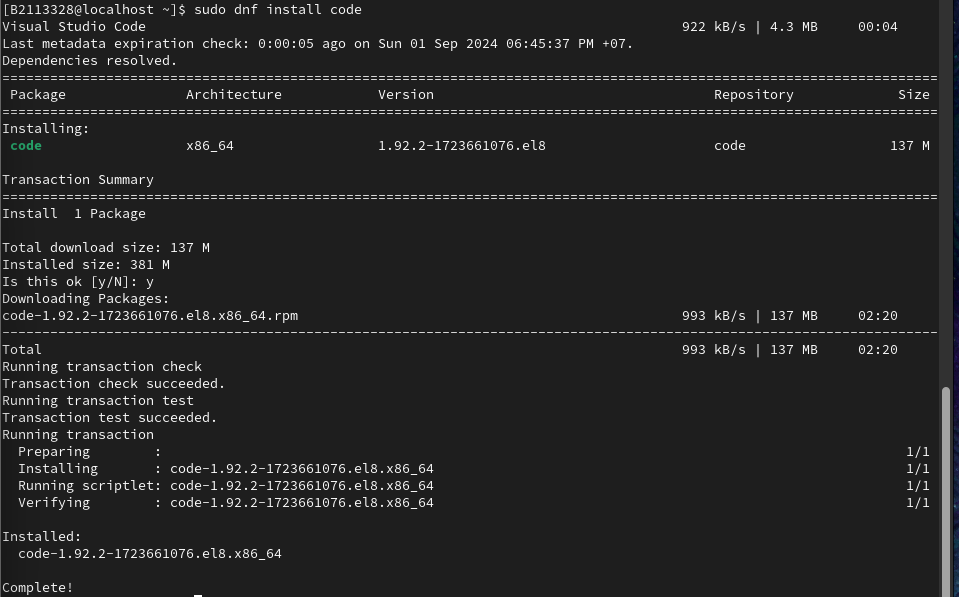 [B2113328@localhost ~]$ sudo dnf install code
Visual Studio Code 922 kB/s | 4.3 MB 00:04
Last metadata expiration check: 0:00:05 ago on Sun 01 Sep 2024 06:45:37 PM +07.
Dependencies resolved.
================================================================================
Package Architecture Version Repository Size
================================================================================
Installing:
code x86_64 1.92.2-1723661076.el8 code 137 M
Transaction Summary
================================================================================
Install 1 Package
Total download size: 137 M
Installed size: 381 M
Is this ok [y/N]: y
Downloading Packages:
code-1.92.2-1723661076.el8.x86_64.rpm 993 kB/s | 137 MB 02:20
--------------------------------------------------------------------------------
Total 993 kB/s | 137 MB 02:20
Running transaction check
Transaction check succeeded.
Running transaction test
Transaction test succeeded.
Running transaction
Preparing : 1/1
Installing : code-1.92.2-1723661076.el8.x86_64 1/1
Running scriptlet: code-1.92.2-1723661076.el8.x86_64 1/1
Verifying : code-1.92.2-1723661076.el8.x86_64 1/1
Installed:
code-1.92.2-1723661076.el8.x86_64
Complete!